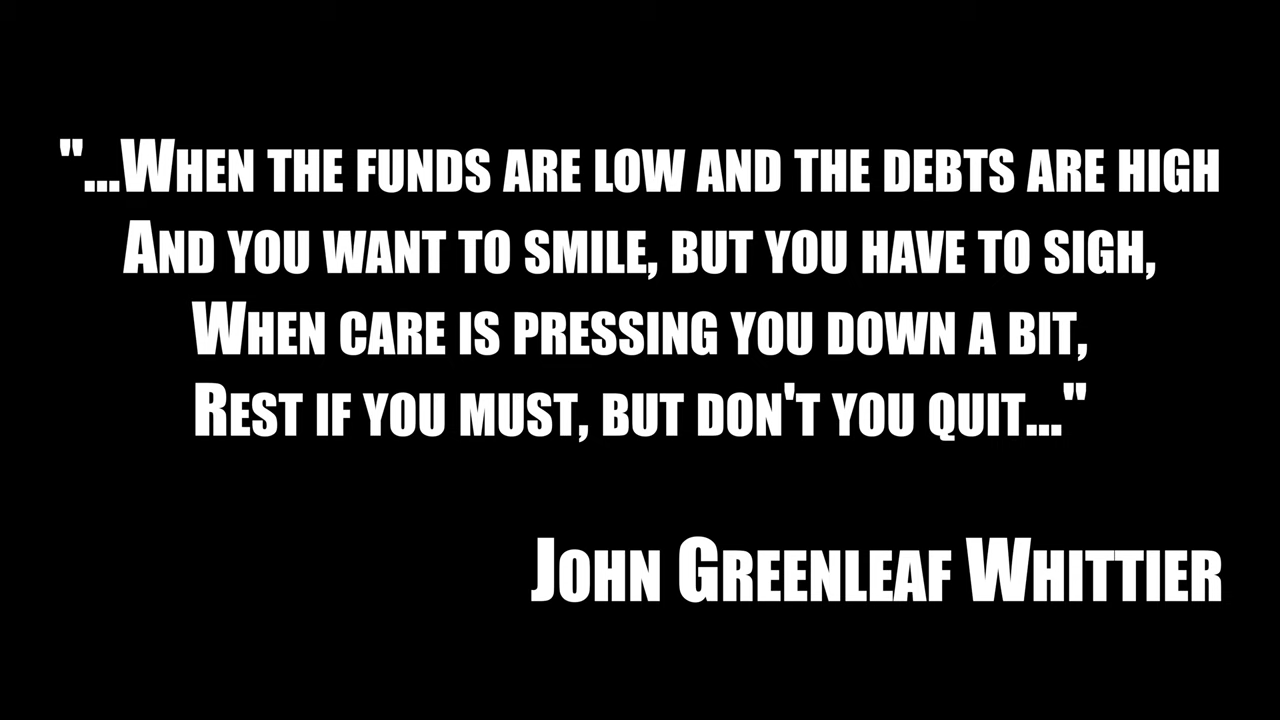 "...When the funds are low and the debts are high
And you want to smile, but you have to sigh,
When care is pressing you down a bit,
Rest if you must, but don't you quit..."
John Greenleaf Whittier